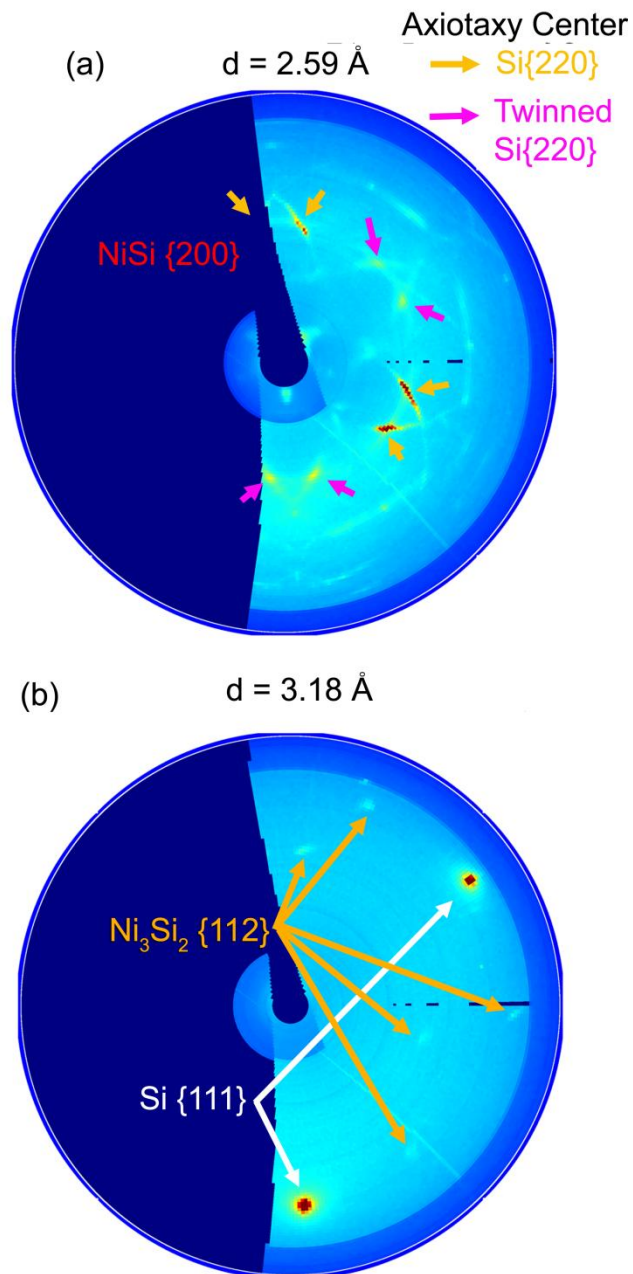 Axiotaxy Center
(a) d = 2.59 Å Si{220}
Twinned
Si{220}
NiSi {200}
(b) d = 3.18 Å
Ni₃Si₂ {112}
Si {111}